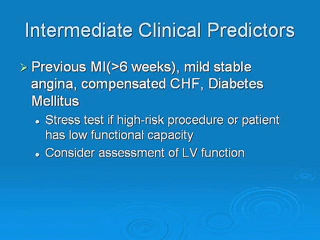 Intermediate Clinical Predictors
Previous MI(>6 weeks), mild stable
angina, compensated CHF, Diabetes
Mellitus
Stress test if high-risk procedure or patient
has low functional capacity
Consider assessment of LV function